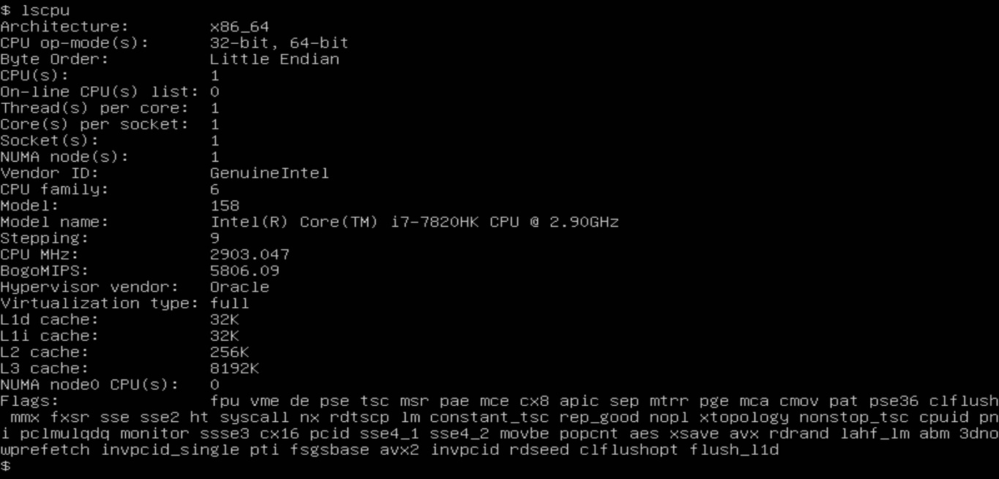 $ lscpu
Architecture:        x86_64
CPU op-mode(s):      32-bit, 64-bit
Byte Order:          Little Endian
CPU(s):              1
On-line CPU(s) list: 0
Thread(s) per core:  1
Core(s) per socket:  1
Socket(s):           1
NUMA node(s):        1
Vendor ID:           GenuineIntel
CPU family:          6
Model:               158
Model name:          Intel(R) Core(TM) i7-7820HK CPU @ 2.90GHz
Stepping:            9
CPU MHz:             2903.047
BogoMIPS:            5806.09
Hypervisor vendor:   Oracle
Virtualization type: full
L1d cache:           32K
L1i cache:           32K
L2 cache:            256K
L3 cache:            8192K
NUMA node0 CPU(s):   0
Flags:               fpu vme de pse tsc msr pae mce cx8 apic sep mtrr pge mca cmov pat pse36 clflush
 mmx fxsr sse sse2 ht syscall nx rdtscp lm constant_tsc rep_good nopl xtopology nonstop_tsc cpuid pn
i pclmulqdq monitor ssse3 cx16 pcid sse4_1 sse4_2 movbe popcnt aes xsave avx rdrand lahf_lm abm 3dno
wprefetch invpcid_single pti fsgsbase avx2 invpcid rdseed clflushopt flush_l1d
$